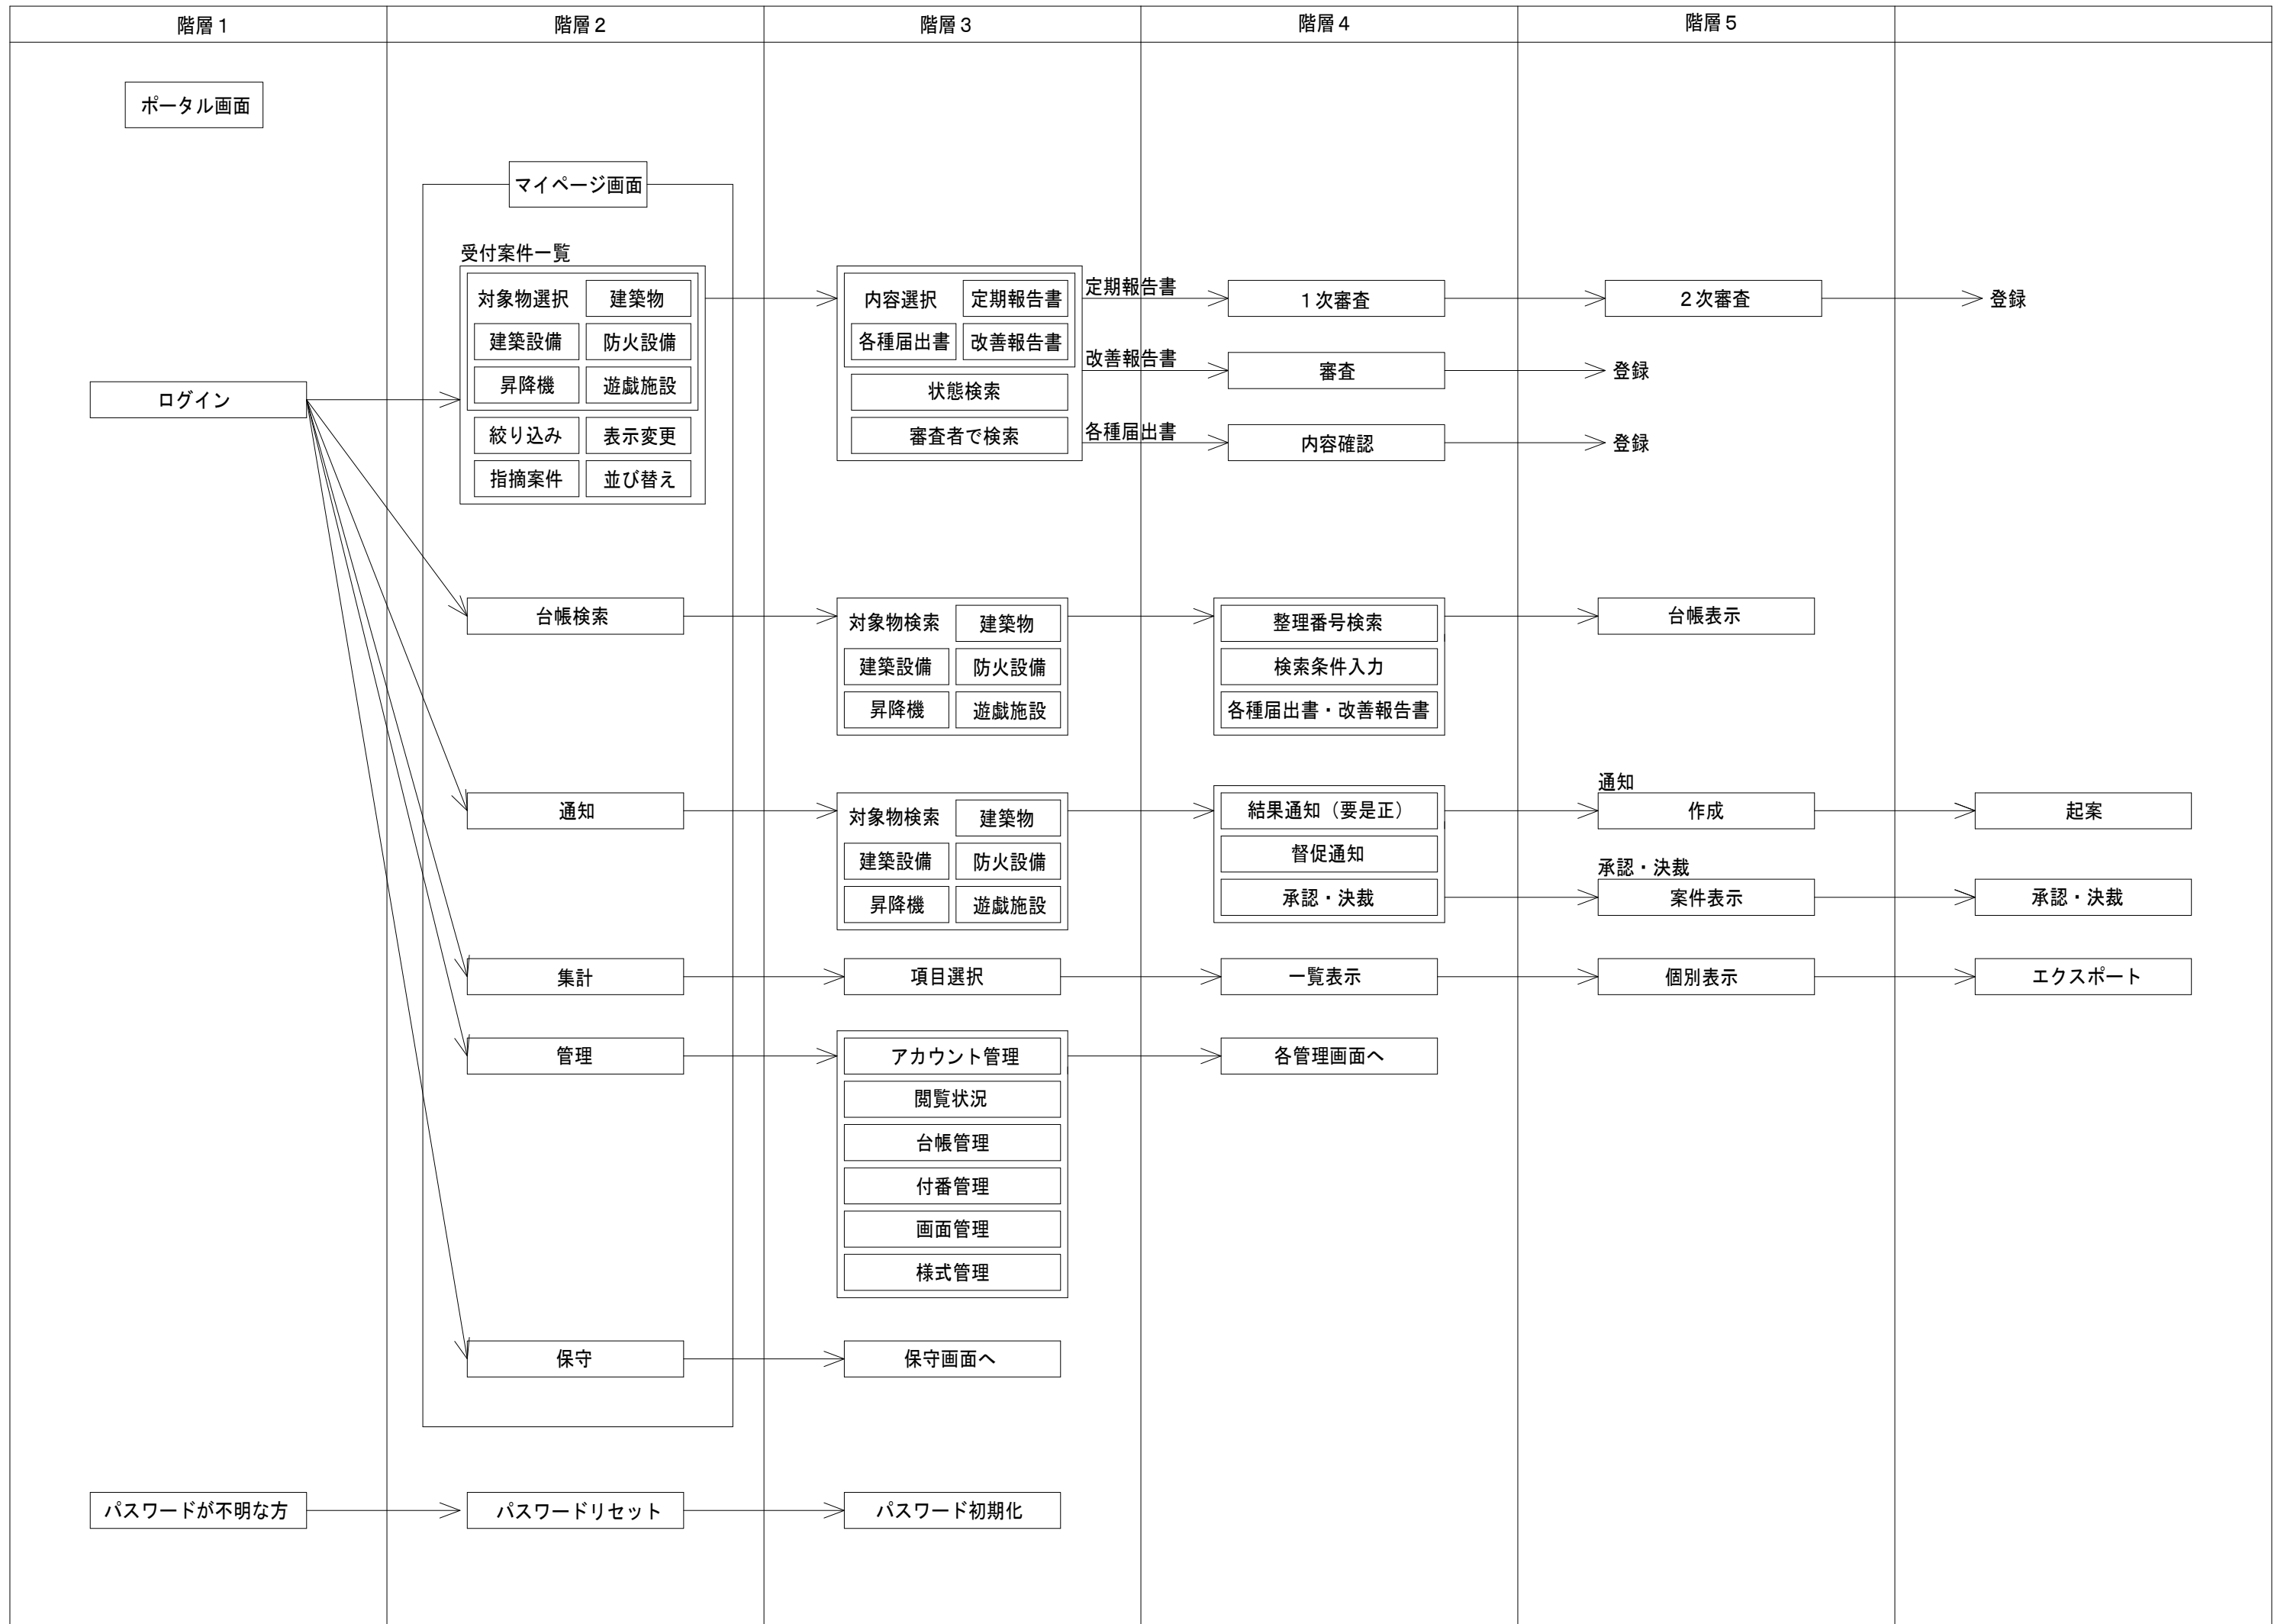 階層１
階層２
階層３
階層４
階層５
ポータル画面
マイページ画面
受付案件一覧
対象物選択
建築物
建築設備
防火設備
昇降機
遊戯施設
絞り込み
表示変更
指摘案件
並び替え
内容選択
定期報告書
各種届出書
改善報告書
状態検索
審査者で検索
定期報告書
１次審査
２次審査
登録
改善報告書
審査
登録
各種届出書
内容確認
登録
ログイン
台帳検索
対象物検索
建築物
建築設備
防火設備
昇降機
遊戯施設
整理番号検索
検索条件入力
各種届出書・改善報告書
台帳表示
通知
対象物検索
建築物
建築設備
防火設備
昇降機
遊戯施設
結果通知（要是正）
督促通知
承認・決裁
通知
作成
起案
承認・決裁
案件表示
承認・決裁
集計
項目選択
一覧表示
個別表示
エクスポート
管理
アカウント管理
閲覧状況
台帳管理
付番管理
画面管理
様式管理
各管理画面へ
保守
保守画面へ
パスワードが不明な方
パスワードリセット
パスワード初期化